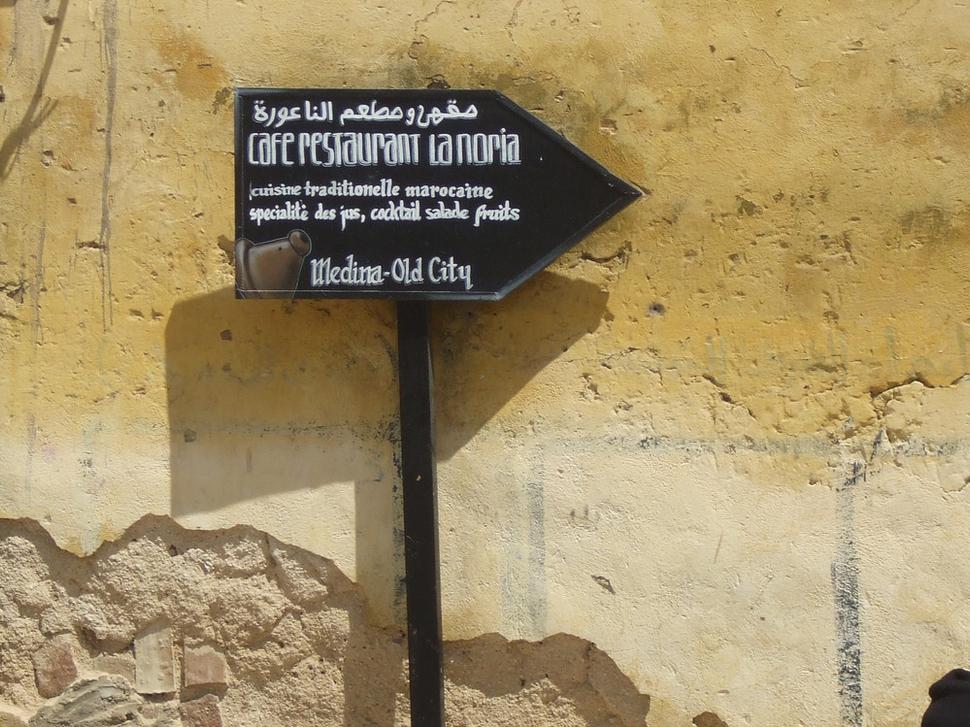 مقهى ومطعم الناعورة
cafe restaurant la noria
cuisine traditionelle marocaine
specialité des jus, cocktail salade fruits
Medina-Old City